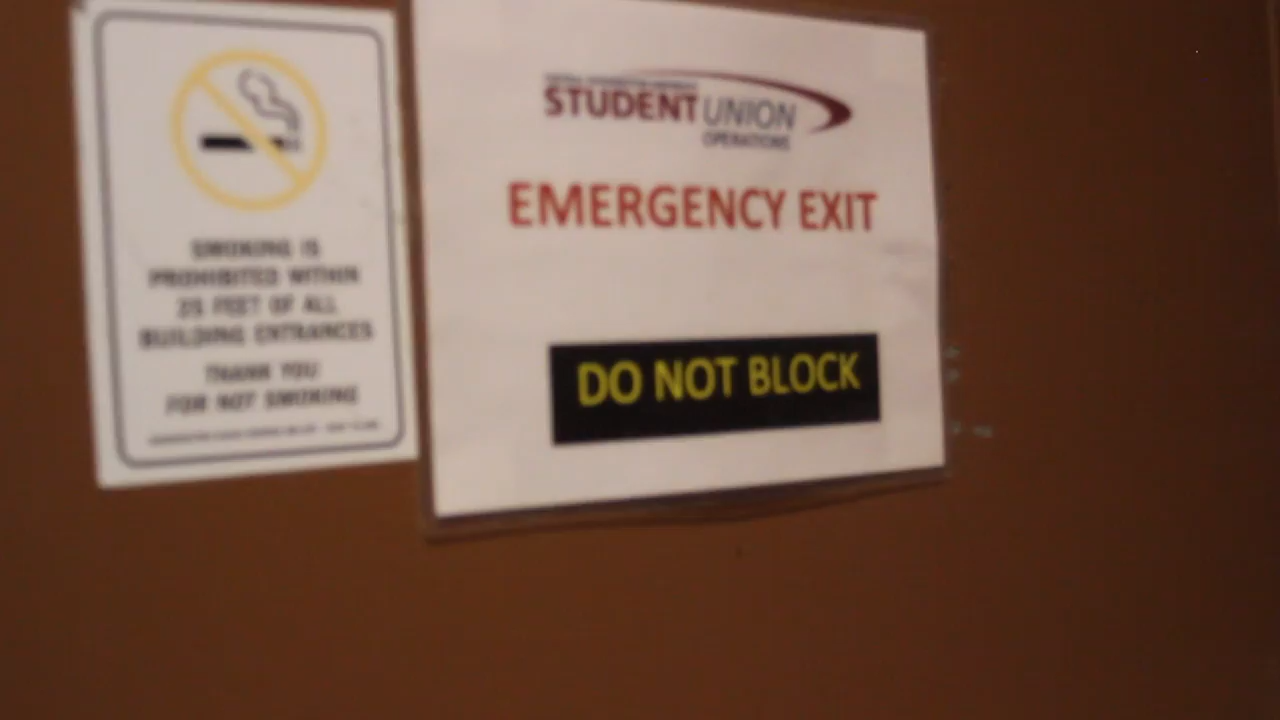 SMOKING IS
PROHIBITED WITHIN
25 FEET OF ALL
BUILDING ENTRANCES
THANK YOU
FOR NOT SMOKING
STUDENT UNION
OPERATIONS
EMERGENCY EXIT
DO NOT BLOCK